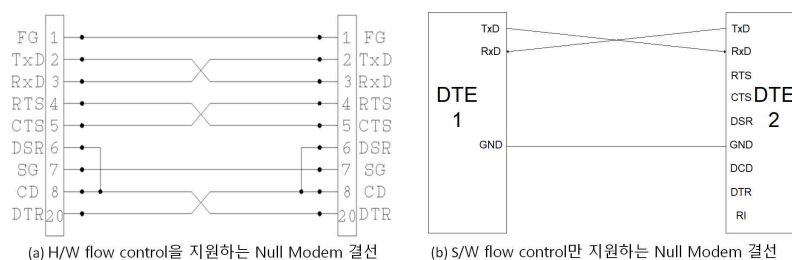 FG 1 1 FG
TxD 2 2 TxD
RxD 3 3 RxD
RTS 4 4 RTS
CTS 5 5 CTS
DSR 6 6 DSR
SG 7 7 SG
CD 8 8 CD
DTR 20 20 DTR
(a) H/W flow control을 지원하는 Null Modem 결선
TxD
RxD
DTE
1
GND
TxD
RxD
RTS
CTS
DSR
GND
DCD
DTR
RI
DTE
2
(b) S/W flow control만 지원하는 Null Modem 결선